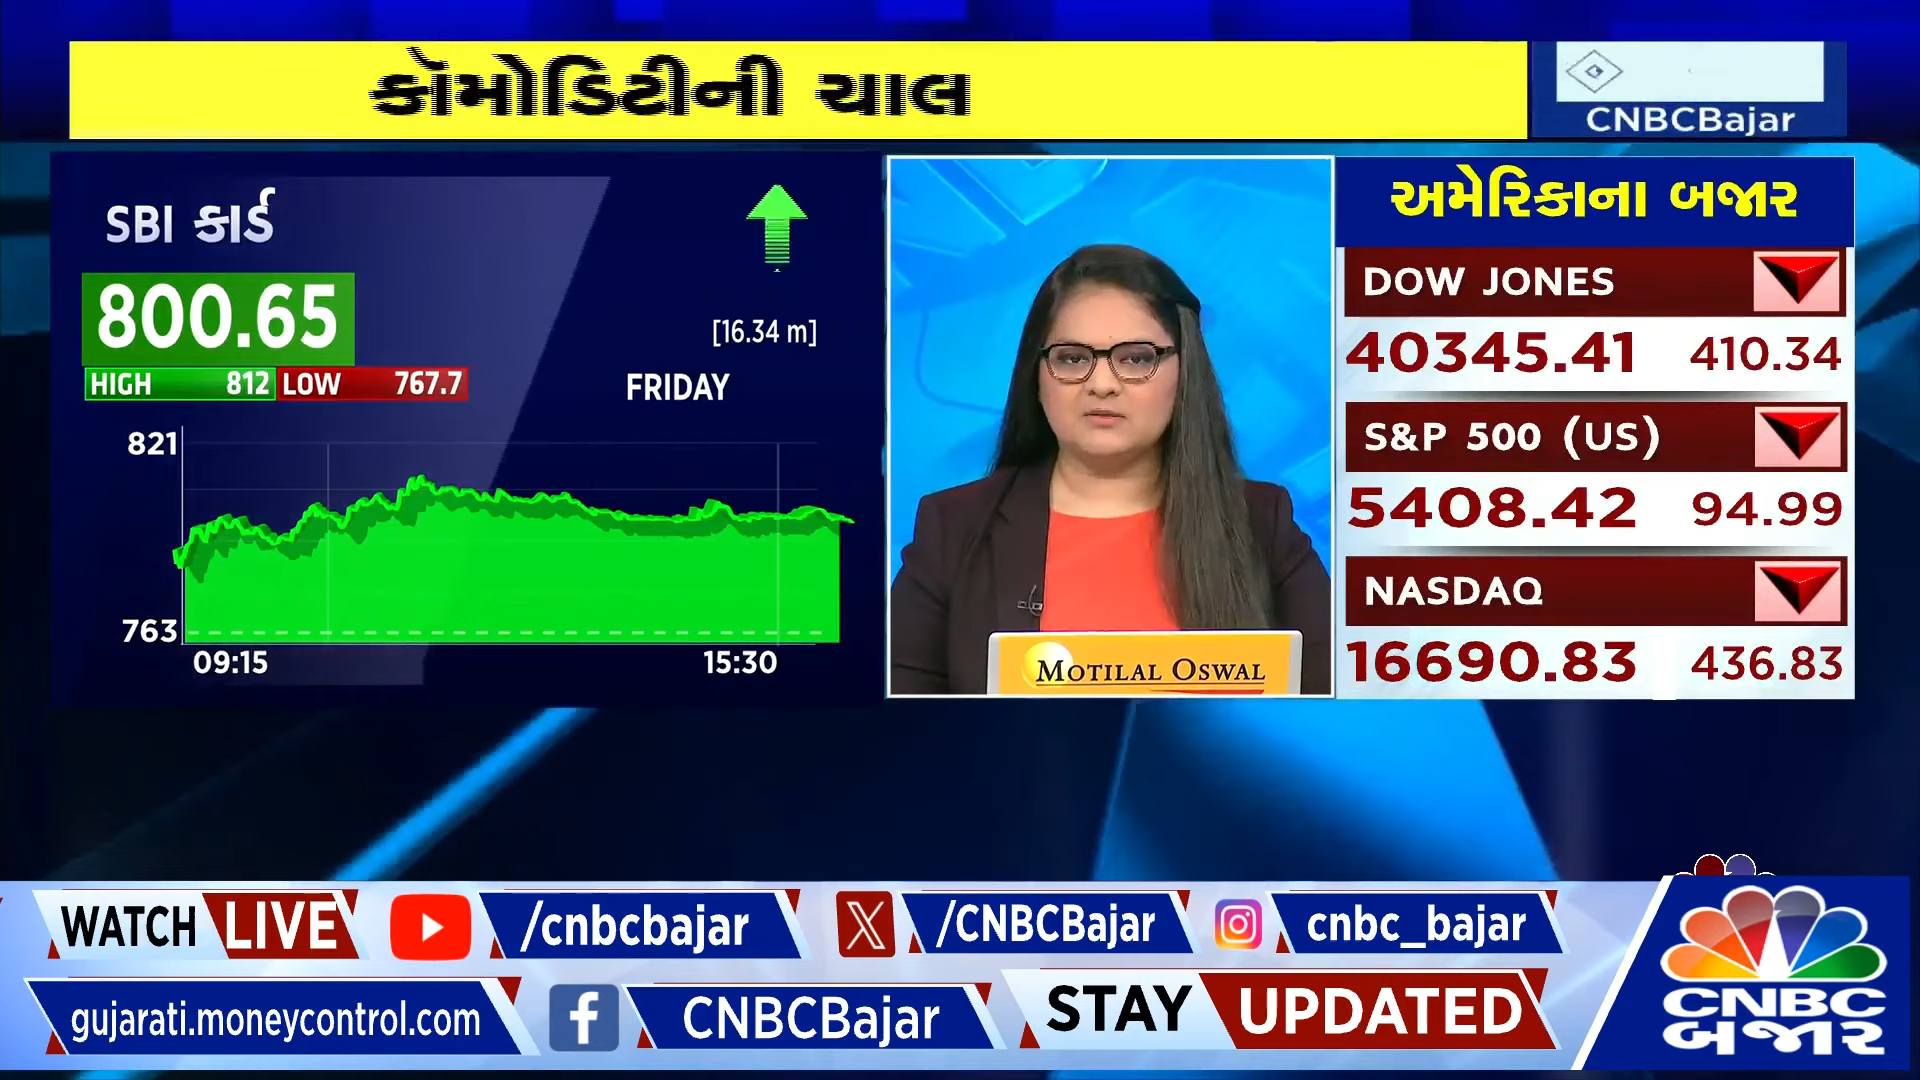 કૉમોડિટીની ચાલ
CNBCBajar
SBI કાર્ડ
800.65
[16.34 m]
HIGH 812 LOW 767.7
FRIDAY
821
763
09:15 15:30
MOTILAL OSWAL
અમેરિકાના બજાર
DOW JONES
40345.41 410.34
S&P 500 (US)
5408.42 94.99
NASDAQ
16690.83 436.83
WATCH LIVE /cnbcbajar /CNBCBajar cnbc_bajar
gujarati.moneycontrol.com CNBCBajar STAY UPDATED
CNBC
બજાર